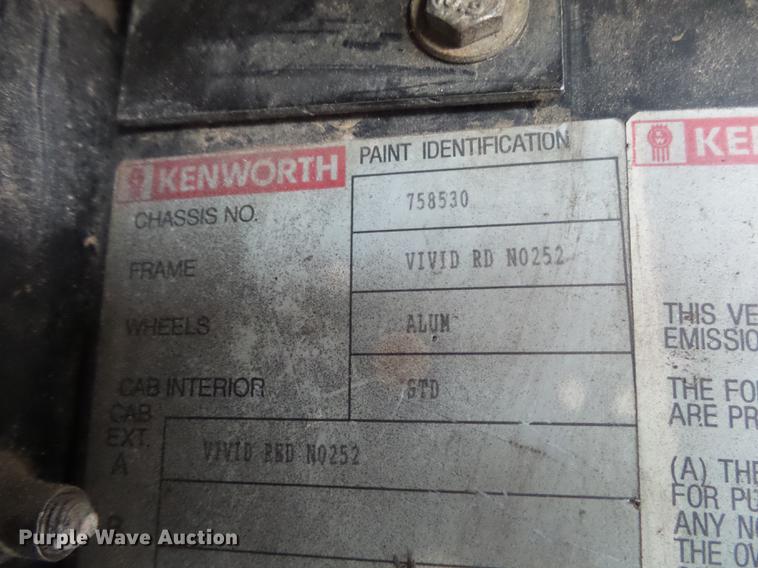 KENWORTH PAINT IDENTIFICATION
CHASSIS NO. 758530
FRAME VIVID RD N0252
WHEELS ALUM
CAB INTERIOR STD
CAB
EXT.
A VIVID RED N0252
B
KEN
THIS VE
EMISSIO
THE FO
ARE PR
(A) THE
FOR PU
ANY NO
THE OW
Purple Wave Auction